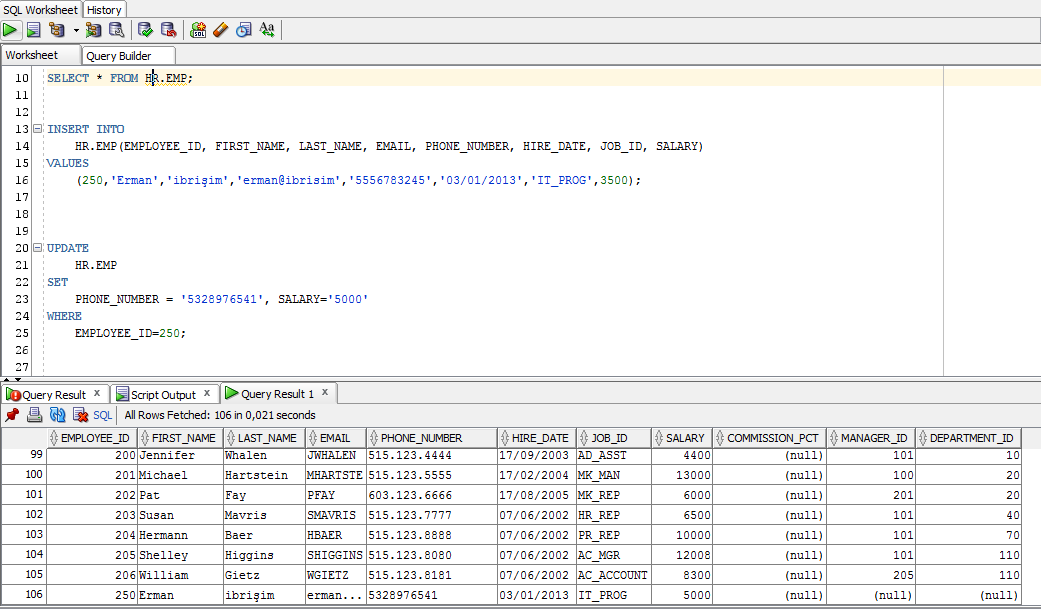 SQL Worksheet History
Worksheet Query Builder
10 SELECT * FROM HR.EMP;
11
12
13 INSERT INTO
14 HR.EMP(EMPLOYEE_ID, FIRST_NAME, LAST_NAME, EMAIL, PHONE_NUMBER, HIRE_DATE, JOB_ID, SALARY)
15 VALUES
16 (250,'Erman','ibrişim','erman@ibrisim','5556783245','03/01/2013','IT_PROG',3500);
17
18
19
20 UPDATE
21 HR.EMP
22 SET
23 PHONE_NUMBER = '5328976541', SALARY='5000'
24 WHERE
25 EMPLOYEE_ID=250;
26
27
Query Result x Script Output x Query Result 1 x
SQL All Rows Fetched: 106 in 0,021 seconds
EMPLOYEE_ID FIRST_NAME LAST_NAME EMAIL PHONE_NUMBER HIRE_DATE JOB_ID SALARY COMMISSION_PCT MANAGER_ID DEPARTMENT_ID
99 200 Jennifer Whalen JWHALEN 515.123.4444 17/09/2003 AD_ASST 4400 (null) 101 10
100 201 Michael Hartstein MHARTSTE 515.123.5555 17/02/2004 MK_MAN 13000 (null) 100 20
101 202 Pat Fay PFAY 603.123.6666 17/08/2005 MK_REP 6000 (null) 201 20
102 203 Susan Mavris SMAVRIS 515.123.7777 07/06/2002 HR_REP 6500 (null) 101 40
103 204 Hermann Baer HBAER 515.123.8888 07/06/2002 PR_REP 10000 (null) 101 70
104 205 Shelley Higgins SHIGGINS 515.123.8080 07/06/2002 AC_MGR 12008 (null) 101 110
105 206 William Gietz WGIETZ 515.123.8181 07/06/2002 AC_ACCOUNT 8300 (null) 205 110
106 250 Erman ibrişim erman... 5328976541 03/01/2013 IT_PROG 5000 (null) (null) (null)